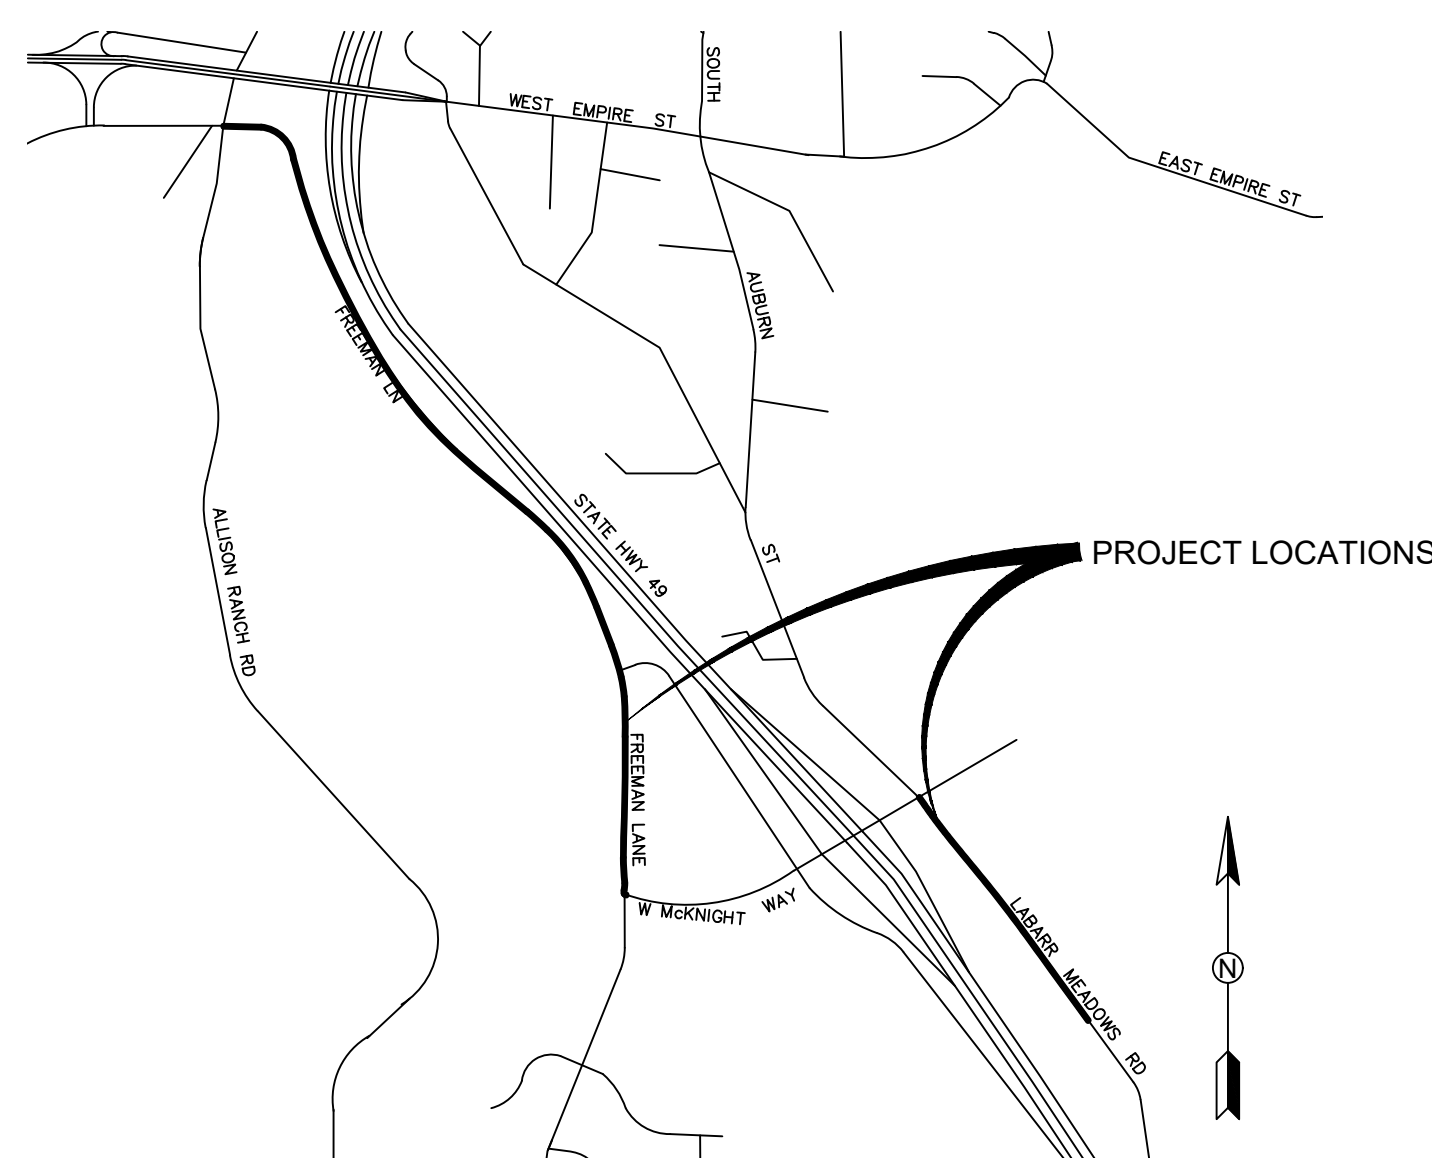 SOUTH
WEST EMPIRE ST
EAST EMPIRE ST
AUBURN
FREEMAN LN
STATE HWY 49
ALLISON RANCH RD
ST
PROJECT LOCATIONS
FREEMAN LANE
W McKNIGHT WAY
LABARR MEADOWS RD
N